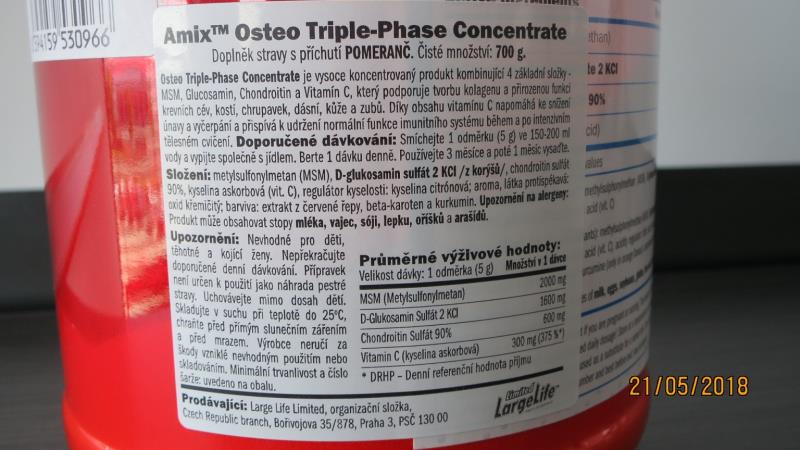 594159 530966
Amix™ Osteo Triple-Phase Concentrate
Doplněk stravy s příchutí POMERANČ. Čisté množství: 700 g.
Osteo Triple-Phase Concentrate je vysoce koncentrovaný produkt kombinující 4 základní složky -
MSM, Glucosamin, Chondroitin a Vitamín C, který podporuje tvorbu kolagenu a přirozenou funkci
krevních cév, kostí, chrupavek, dásní, kůže a zubů. Díky obsahu vitamínu C napomáhá ke snížení
únavy a vyčerpání a přispívá k udržení normální funkce imunitního systému během a po intenzivním
tělesném cvičení. Doporučené dávkování: Smíchejte 1 odměrku (5 g) ve 150-200 ml
vody a vypijte společně s jídlem. Berte 1 dávku denně. Používejte 3 měsíce a poté 1 měsíc vysaďte.
Složení: metylsulfonylmetan (MSM), D-glukosamin sulfát 2 KCl /z korýšů/, chondroitin sulfát
90%, kyselina askorbová (vit. C), regulátor kyselosti: kyselina citrónová; aroma, látka protispékavá:
oxid křemičitý; barviva: extrakt z červené řepy, beta-karoten a kurkumin. Upozornění na alergeny:
Produkt může obsahovat stopy mléka, vajec, sóji, lepku, oříšků a arašídů.
Upozornění: Nevhodné pro děti,
těhotné a kojící ženy. Nepřekračujte
doporučené denní dávkování. Přípravek
není určen k použití jako náhrada pestré
stravy. Uchovávejte mimo dosah dětí.
Skladujte v suchu při teplotě do 25°C,
chraňte před přímým slunečním zářením
a před mrazem. Výrobce neručí za
škody vzniklé nevhodným použitím nebo
skladováním. Minimální trvanlivost a číslo
šarže: uvedeno na obalu.
Průměrné výživové hodnoty:
Velikost dávky: 1 odměrka (5 g) Množství v 1 dávce
MSM (Metylsulfonylmetan) 2000 mg
D-Glukosamin Sulfát 2 KCl 1600 mg
Chondroitin Sulfát 90% 600 mg
Vitamin C (kyselina askorbová) 300 mg (375 %*)
* DRHP – Denní referenční hodnota příjmu
Prodávající: Large Life Limited, organizační složka,
Czech Republic branch, Bořivojova 35/878, Praha 3, PSČ 130 00
Limited
LargeLife™
te 2 KCl
90%
21/05/2018